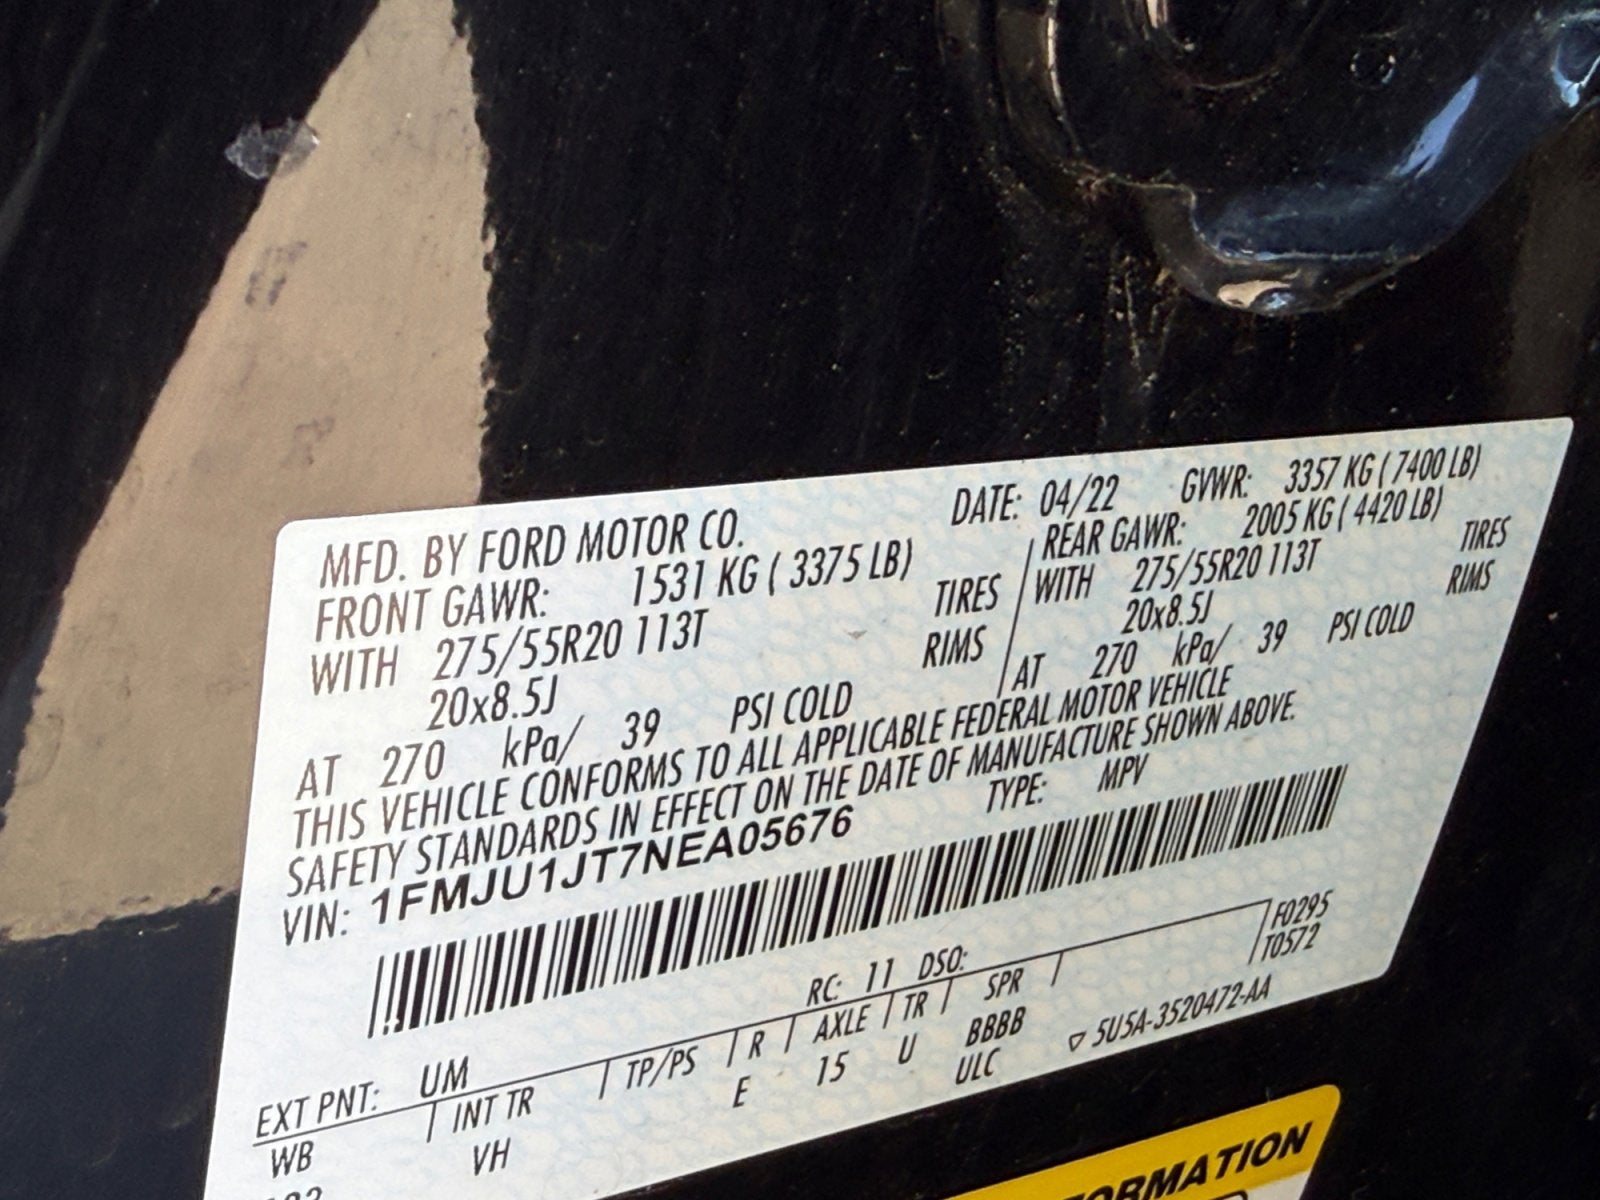 MFD. BY FORD MOTOR CO. DATE: 04/22 GVWR: 3357 KG ( 7400 LB)
FRONT GAWR: 1531 KG ( 3375 LB) REAR GAWR: 2005 KG ( 4420 LB)
WITH 275/55R20 113T TIRES WITH 275/55R20 113T TIRES
20x8.5J RIMS 20x8.5J RIMS
AT 270 kPa/ 39 PSI COLD AT 270 kPa/ 39 PSI COLD
THIS VEHICLE CONFORMS TO ALL APPLICABLE FEDERAL MOTOR VEHICLE
SAFETY STANDARDS IN EFFECT ON THE DATE OF MANUFACTURE SHOWN ABOVE.
VIN: 1FMJU1JT7NEA05676 TYPE: MPV
F0295
T0572
EXT PNT: UM RC: 11 DSO:
WB INT TR TP/PS R AXLE TR SPR
VH E 15 U BBBB
ULC
5U5A-3520472-AA